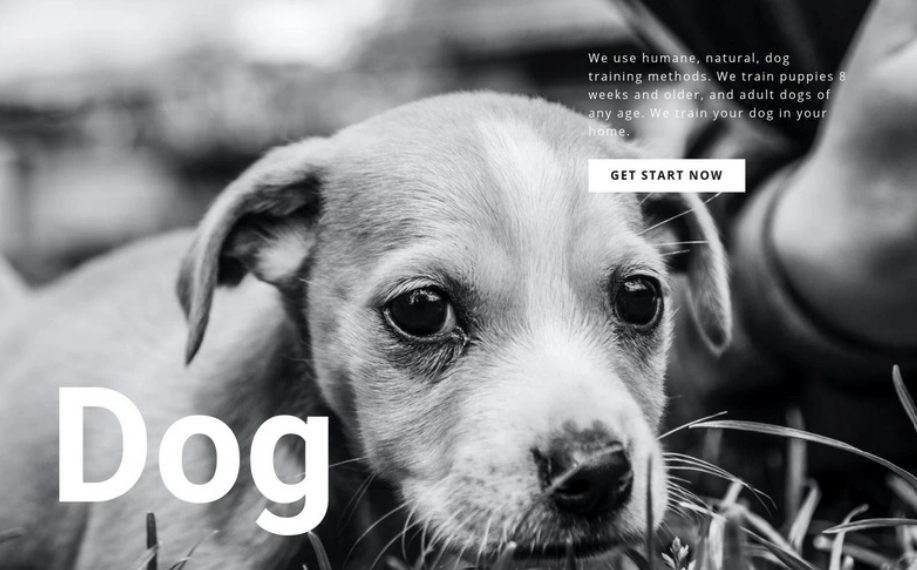 We use humane, natural, dog
training methods. We train puppies 8
weeks and older, and adult dogs of
any age. We train your dog in your
home.
GET START NOW
Dog